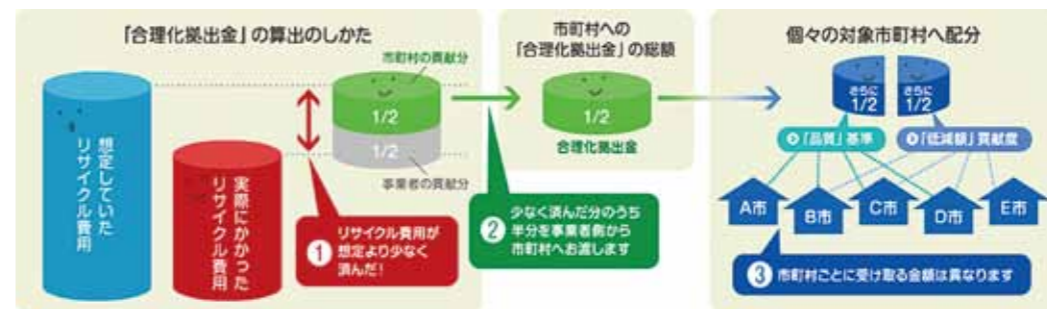 「合理化拠出金」の算出のしかた
想定していた
リサイクル費用
実際にかかった
リサイクル費用
市町村の貢献分
1/2
1/2
事業者の貢献分
1 リサイクル費用が
想定より少なく
済んだ!
市町村への
「合理化拠出金」の総額
1/2
合理化拠出金
2 少なく済んだ分のうち
半分を事業者側から
市町村へお渡しします
個々の対象市町村へ配分
さらに
1/2
さらに
1/2
「品質」基準
「低減額」貢献度
A市
B市
C市
D市
E市
3 市町村ごとに受け取る金額は異なります